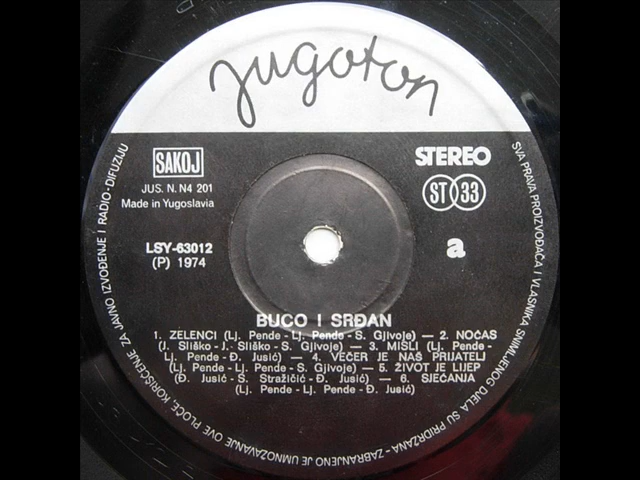 jugoton
SAKOJ
JUS. N. N4 201
Made in Yugoslavia
STEREO
ST 33
LSY-63012
(P) 1974
a
BUCO I SRĐAN
1. ZELENCI (Lj. Pende - Lj. Pende - S. Gjivoje) — 2. NOĆAS
(J. Sliško - J. Sliško - S. Gjivoje) — 3. MISLI (Lj. Pende -
Lj. Pende - Đ. Jusić) — 4. VEČER JE NAŠ PRIJATELJ
(Lj. Pende - Lj. Pende - S. Gjivoje) — 5. ŽIVOT JE LIJEP
(Đ. Jusić - S. Stražičić - Đ. Jusić) — 6. SJEĆANJA
(Lj. Pende - Lj. Pende - Đ. Jusić)
SVA PRAVA PROIZVOĐAČA I VLASNIKA SNIMLJENOG DJELA SU PRIDRŽANA - ZABRANJENO JE UMNOŽAVANJE OVE PLOČE, KORIŠĆENJE ZA JAVNO IZVOĐENJE I RADIO-DIFUZIJU